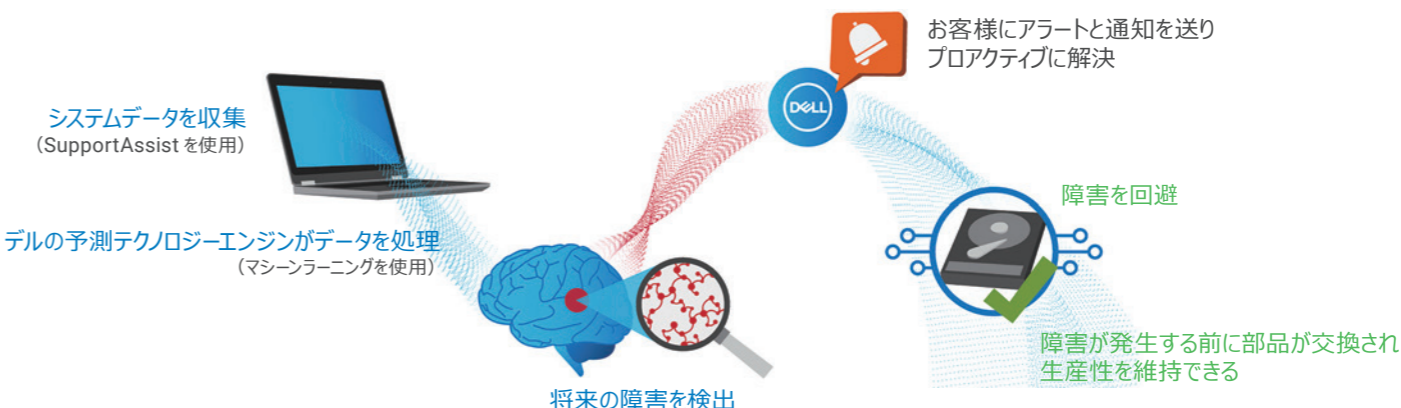 システムデータを収集
(SupportAssist を使用)
デルの予測テクノロジーエンジンがデータを処理
(マシーンラーニングを使用)
将来の障害を検出
DELL
お客様にアラートと通知を送り
プロアクティブに解決
障害を回避
障害が発生する前に部品が交換され
生産性を維持できる